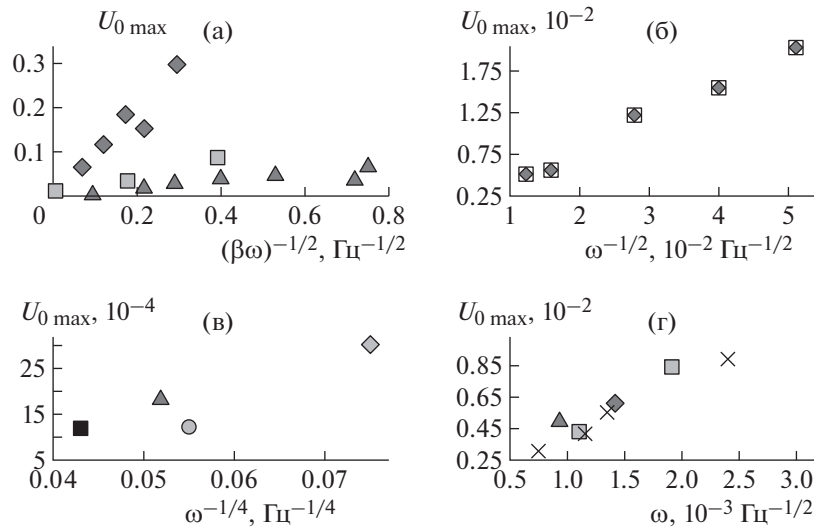 U0 max (а)
0.3
0.2
0.1
0 0.2 0.4 0.6 0.8
(βω)−1/2, Гц−1/2
U0 max, 10−2 (б)
1.75
1.25
0.75
0.25
1 2 3 4 5
ω−1/2, 10−2 Гц−1/2
U0 max, 10−4 (в)
25
15
5
0.04 0.05 0.06 0.07
ω−1/4, Гц−1/4
U0 max, 10−2 (г)
0.85
0.65
0.45
0.25
0.5 1.0 1.5 2.0 2.5 3.0
ω, 10−3 Гц−1/2